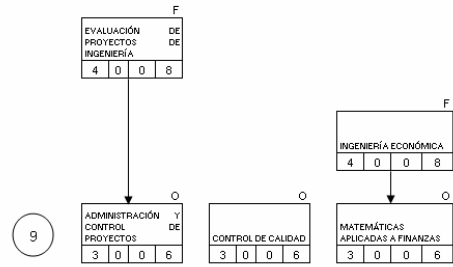 F
EVALUACIÓN DE
PROYECTOS DE
INGENIERÍA
4 0 0 8
F
INGENIERÍA ECONÓMICA
4 0 0 8
O O O
ADMINISTRACIÓN Y
CONTROL DE
PROYECTOS
3 0 0 6
CONTROL DE CALIDAD
3 0 0 6
MATEMÁTICAS
APLICADAS A FINANZAS
3 0 0 6
9